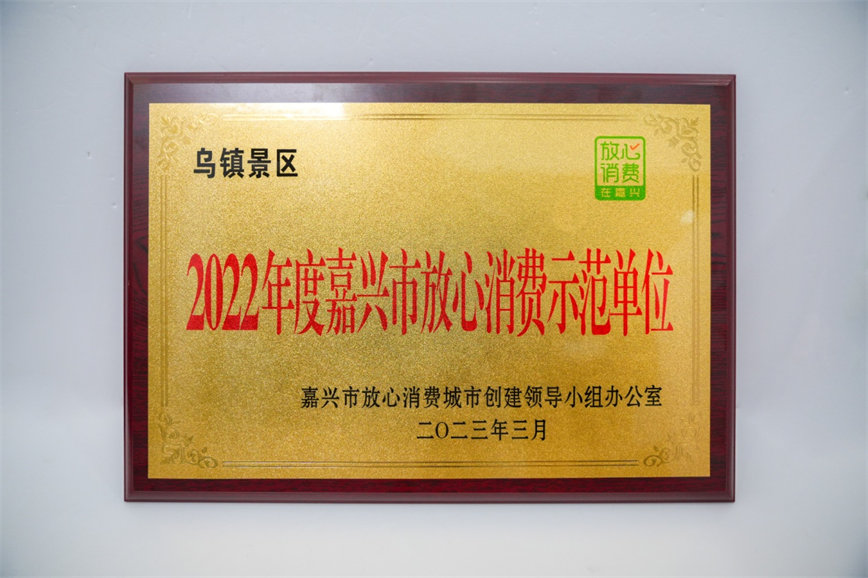 乌镇景区
放心
消费
在嘉兴
2022年度嘉兴市放心消费示范单位
嘉兴市放心消费城市创建领导小组办公室
二〇二三年三月